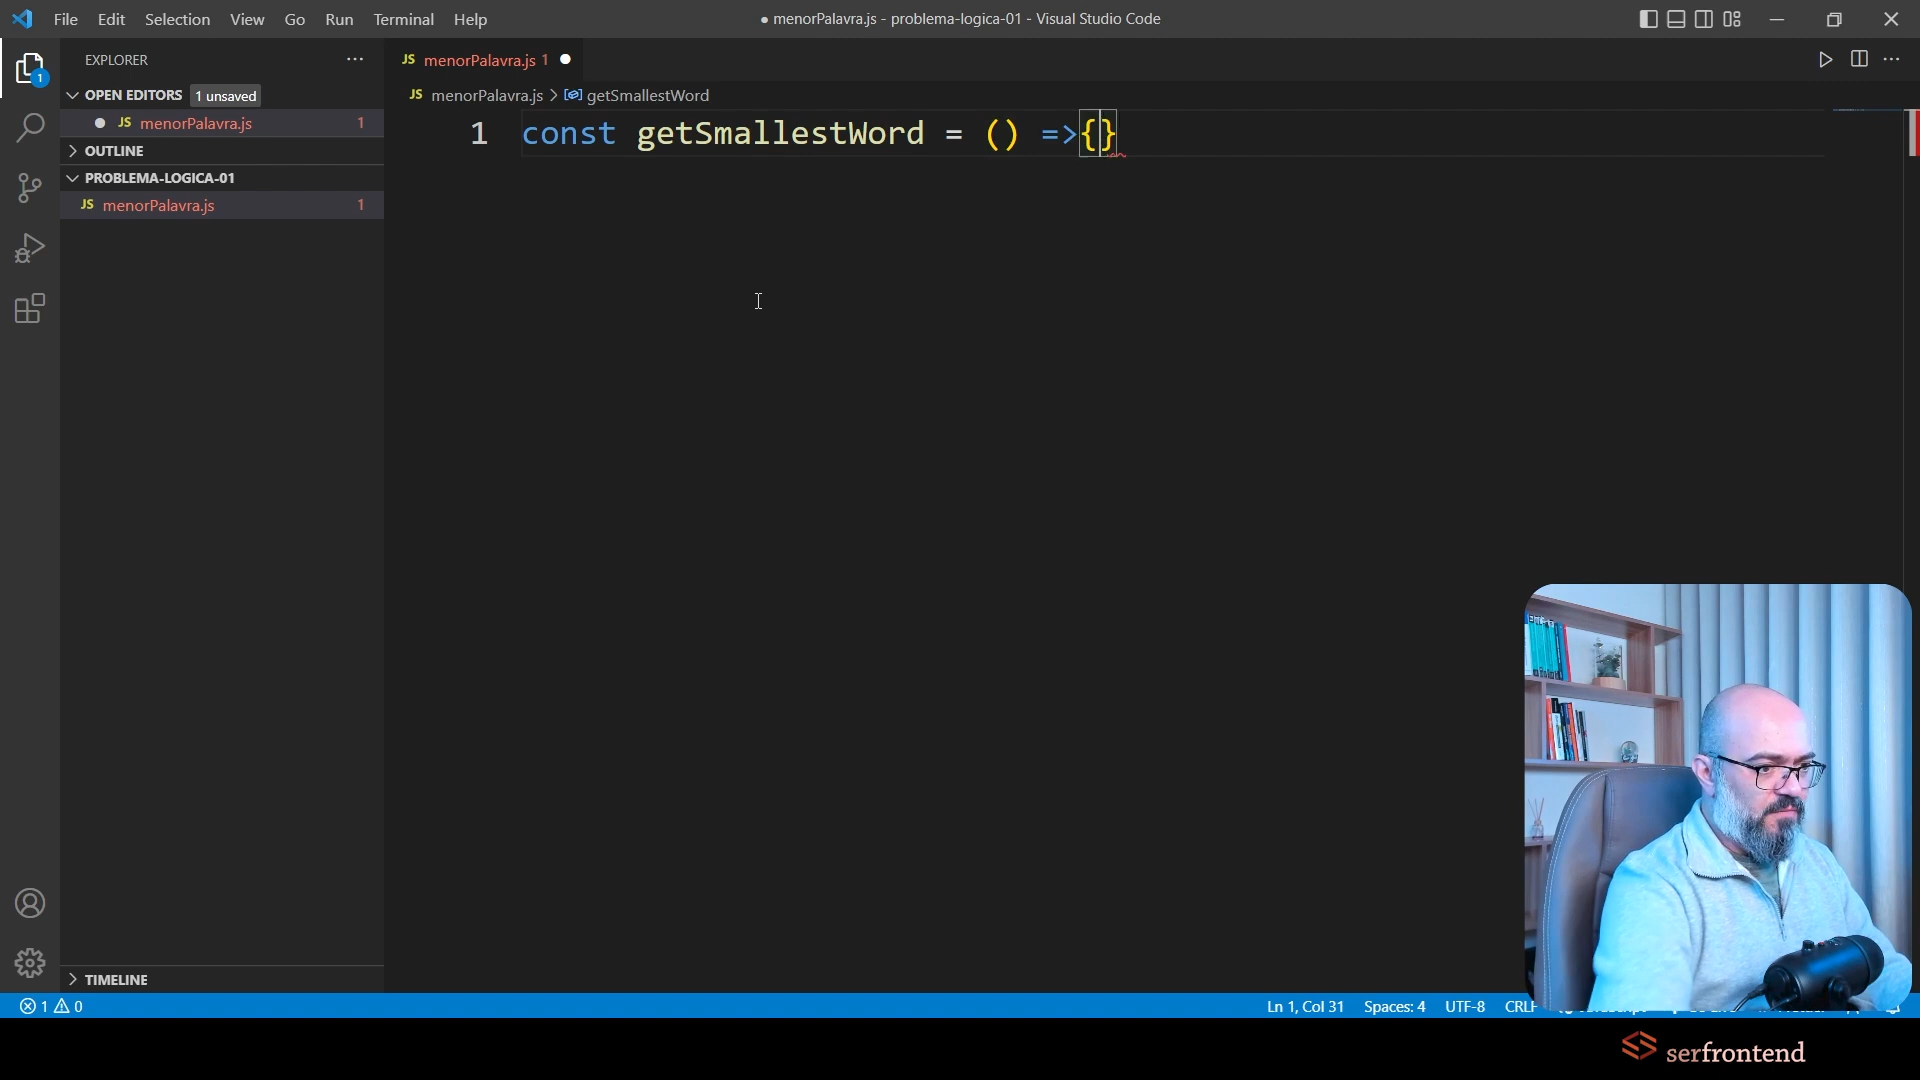 File Edit Selection View Go Run Terminal Help
● menorPalavra.js - problema-logica-01 - Visual Studio Code
EXPLORER
JS menorPalavra.js 1 ●
1
OPEN EDITORS 1 unsaved
JS menorPalavra.js > getSmallestWord
● JS menorPalavra.js 1
1 const getSmallestWord = () =>{}
OUTLINE
PROBLEMA-LOGICA-01
JS menorPalavra.js 1
TIMELINE
1 0
Ln 1, Col 31 Spaces: 4 UTF-8 CRLF
serfrontend